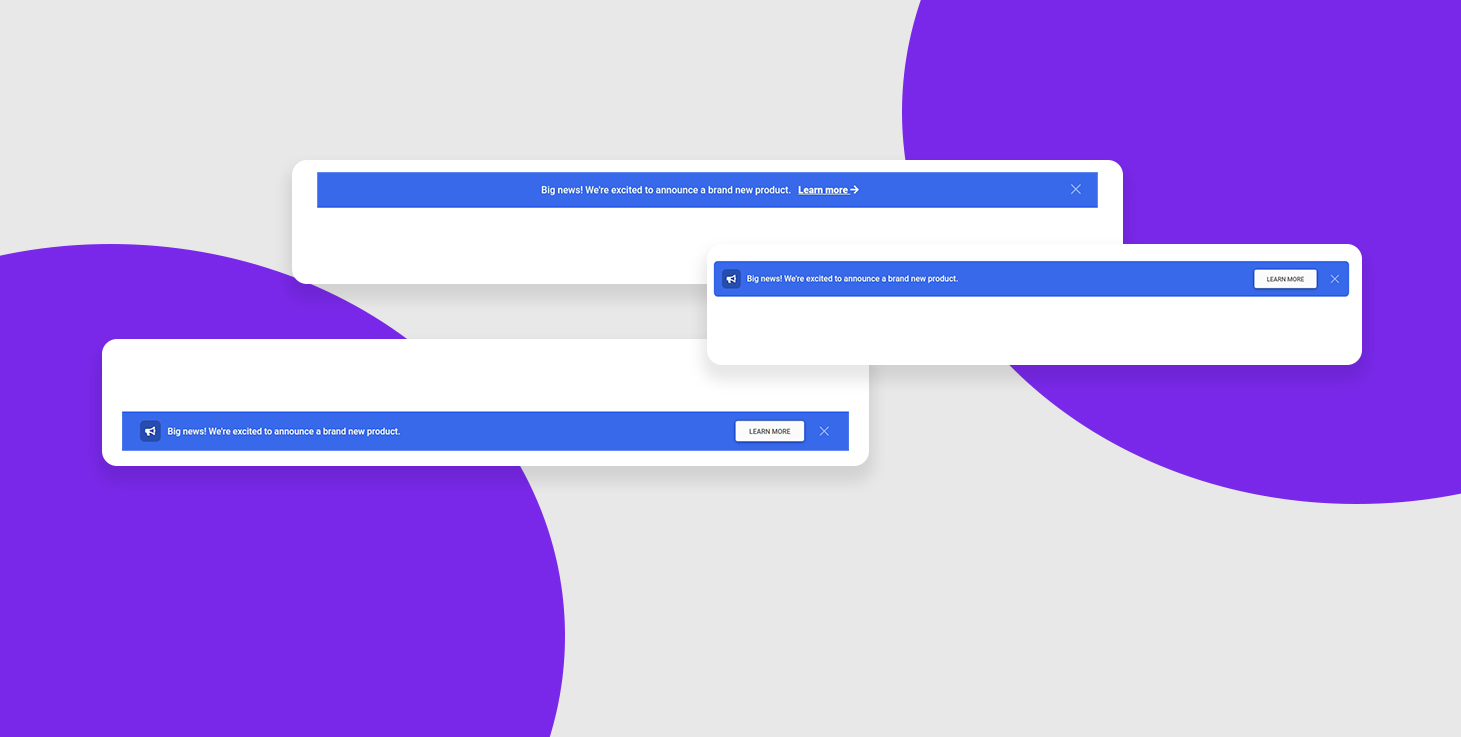 Big news! We're excited to announce a brand new product. Learn more →
Big news! We're excited to announce a brand new product. LEARN MORE
Big news! We're excited to announce a brand new product. LEARN MORE